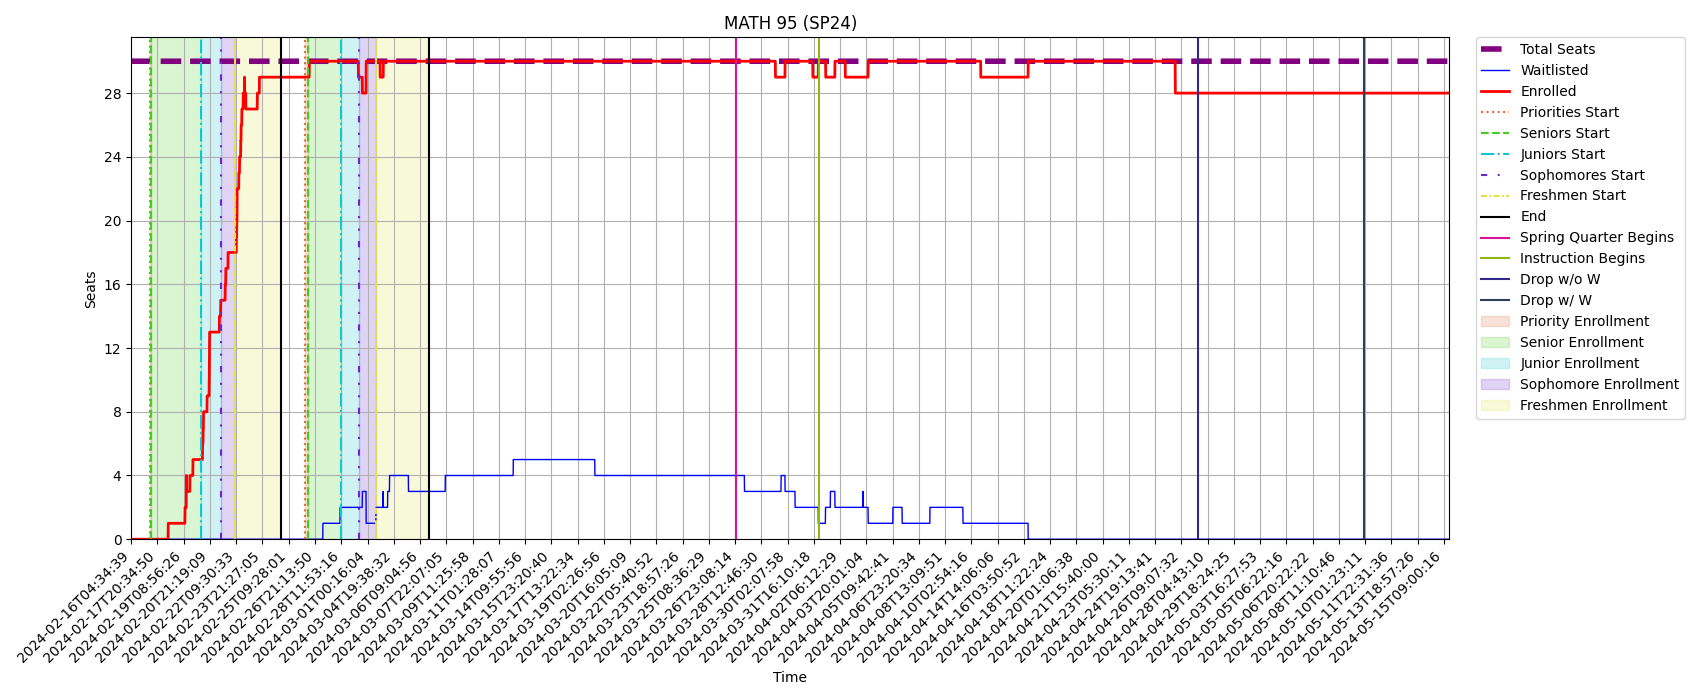 MATH 95 (SP24)
Seats
28
24
20
16
12
8
4
0
2024-02-16T04:34:39
2024-02-17T20:34:50
2024-02-19T08:56:26
2024-02-20T21:19:09
2024-02-22T09:30:33
2024-02-23T21:27:05
2024-02-25T09:28:01
2024-02-26T21:13:50
2024-02-28T11:53:16
2024-03-01T00:16:04
2024-03-04T19:38:32
2024-03-06T09:04:56
2024-03-07T22:07:05
2024-03-09T11:25:58
2024-03-11T01:28:07
2024-03-14T09:55:56
2024-03-15T23:20:40
2024-03-17T13:22:34
2024-03-19T02:26:56
2024-03-20T16:05:09
2024-03-22T05:40:52
2024-03-23T18:57:26
2024-03-25T08:36:29
2024-03-26T23:08:14
2024-03-28T12:46:30
2024-03-30T02:07:58
2024-03-31T16:10:18
2024-04-02T06:12:29
2024-04-03T20:01:04
2024-04-05T09:42:41
2024-04-06T23:20:34
2024-04-08T13:09:51
2024-04-10T02:54:16
2024-04-14T14:06:06
2024-04-16T03:50:52
2024-04-18T11:22:24
2024-04-20T01:06:38
2024-04-21T15:40:00
2024-04-23T05:30:11
2024-04-24T19:13:41
2024-04-26T09:07:32
2024-04-28T04:43:10
2024-04-29T18:24:25
2024-05-03T16:27:53
2024-05-05T06:22:16
2024-05-06T20:22:22
2024-05-08T11:10:46
2024-05-10T01:23:11
2024-05-11T22:31:36
2024-05-13T18:57:26
2024-05-15T09:00:16
Time
Total Seats
Waitlisted
Enrolled
Priorities Start
Seniors Start
Juniors Start
Sophomores Start
Freshmen Start
End
Spring Quarter Begins
Instruction Begins
Drop w/o W
Drop w/ W
Priority Enrollment
Senior Enrollment
Junior Enrollment
Sophomore Enrollment
Freshmen Enrollment